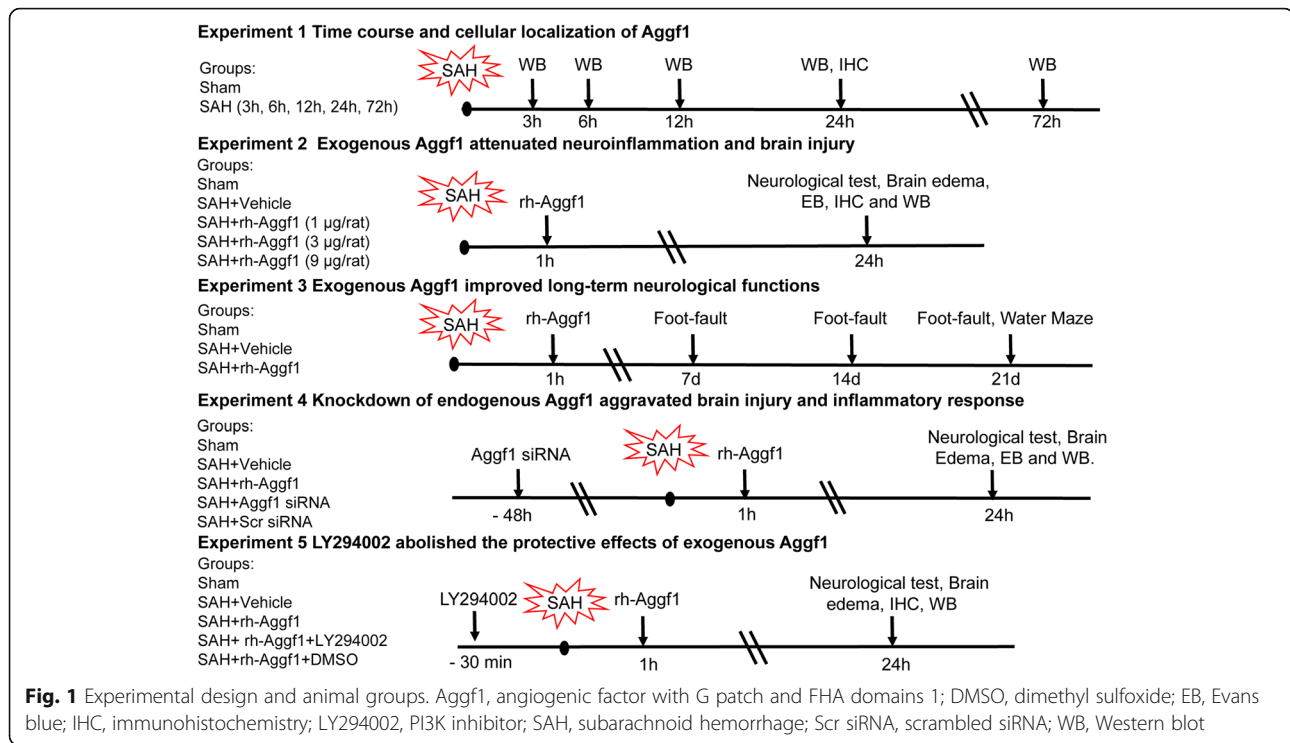 Experiment 1 Time course and cellular localization of Aggf1
Groups:
Sham
SAH (3h, 6h, 12h, 24h, 72h)
SAH
WB WB WB WB, IHC WB
3h 6h 12h 24h 72h
Experiment 2 Exogenous Aggf1 attenuated neuroinflammation and brain injury
Groups:
Sham
SAH+Vehicle
SAH+rh-Aggf1 (1 µg/rat)
SAH+rh-Aggf1 (3 µg/rat)
SAH+rh-Aggf1 (9 µg/rat)
SAH
rh-Aggf1
Neurological test, Brain edema,
EB, IHC and WB
1h 24h
Experiment 3 Exogenous Aggf1 improved long-term neurological functions
Groups:
Sham
SAH+Vehicle
SAH+rh-Aggf1
SAH
rh-Aggf1 Foot-fault Foot-fault Foot-fault, Water Maze
1h 7d 14d 21d
Experiment 4 Knockdown of endogenous Aggf1 aggravated brain injury and inflammatory response
Groups:
Sham
SAH+Vehicle
SAH+rh-Aggf1
SAH+Aggf1 siRNA
SAH+Scr siRNA
Aggf1 siRNA
SAH
rh-Aggf1
Neurological test, Brain
Edema, EB and WB.
- 48h 1h 24h
Experiment 5 LY294002 abolished the protective effects of exogenous Aggf1
Groups:
Sham
SAH+Vehicle
SAH+rh-Aggf1
SAH+ rh-Aggf1+LY294002
SAH+rh-Aggf1+DMSO
LY294002
SAH
rh-Aggf1
Neurological test, Brain
edema, IHC, WB
- 30 min 1h 24h
Fig. 1 Experimental design and animal groups. Aggf1, angiogenic factor with G patch and FHA domains 1; DMSO, dimethyl sulfoxide; EB, Evans
blue; IHC, immunohistochemistry; LY294002, PI3K inhibitor; SAH, subarachnoid hemorrhage; Scr siRNA, scrambled siRNA; WB, Western blot